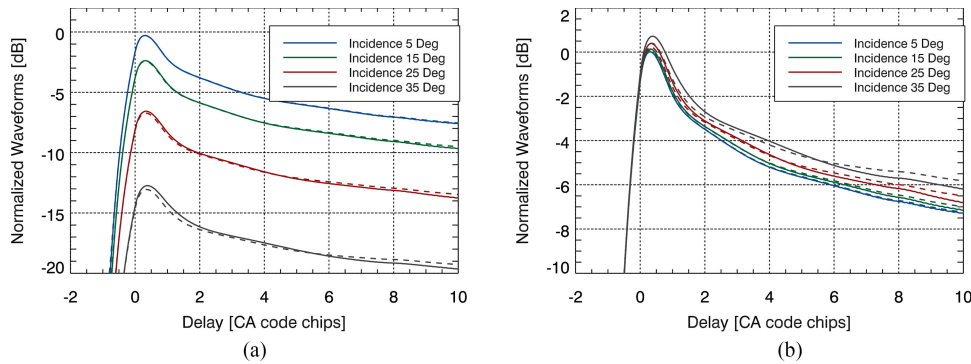 Normalized Waveforms [dB]
0
-5
-10
-15
-20
Incidence 5 Deg
Incidence 15 Deg
Incidence 25 Deg
Incidence 35 Deg
-2
0
2
4
6
8
10
Delay [CA code chips]
(a)
Normalized Waveforms [dB]
2
0
-2
-4
-6
-8
-10
Incidence 5 Deg
Incidence 15 Deg
Incidence 25 Deg
Incidence 35 Deg
-2
0
2
4
6
8
10
Delay [CA code chips]
(b)